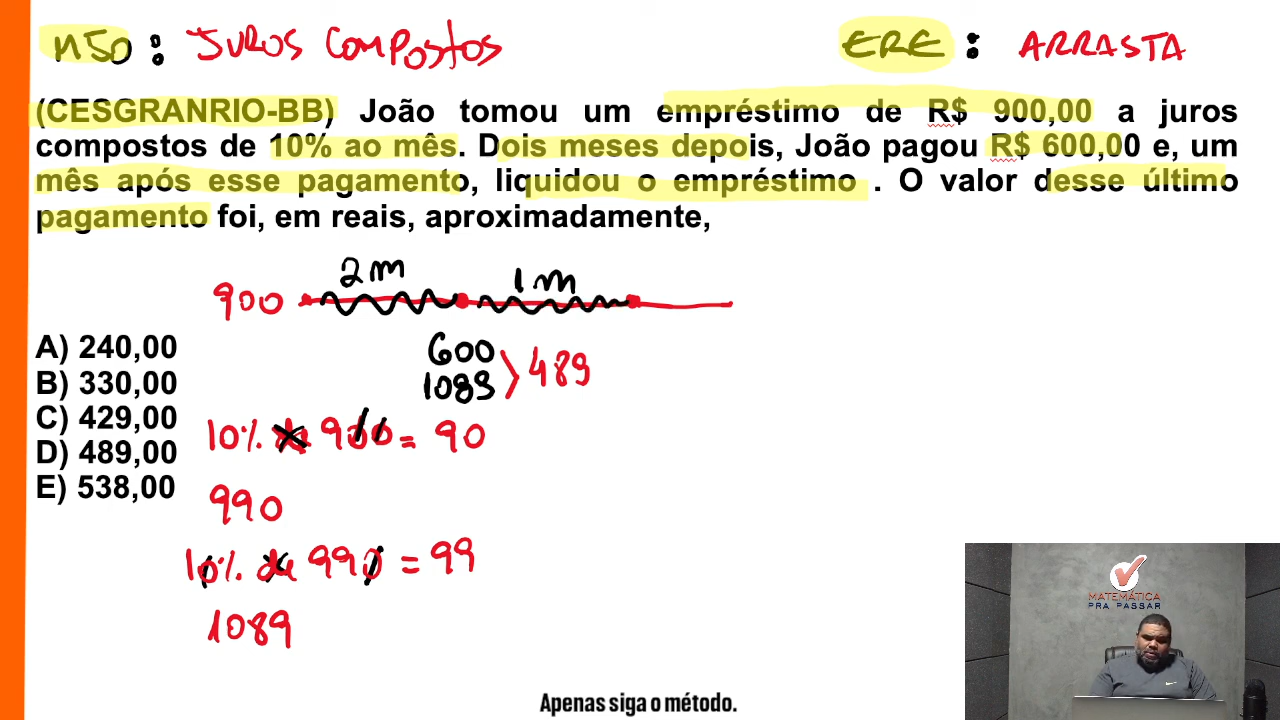 M50 : JUROS COMPOSTOS
ERE : ARRASTA
(CESGRANRIO-BB) João tomou um empréstimo de R$ 900,00 a juros
compostos de 10% ao mês. Dois meses depois, João pagou R$ 600,00 e, um
mês após esse pagamento, liquidou o empréstimo . O valor desse último
pagamento foi, em reais, aproximadamente,
2m 1m
900
A) 240,00
B) 330,00
C) 429,00
D) 489,00
E) 538,00
600
1089 489
10% de 900 = 90
990
10% de 990 = 99
1089
MATEMÁTICA
PRA PASSAR
Apenas siga o método.